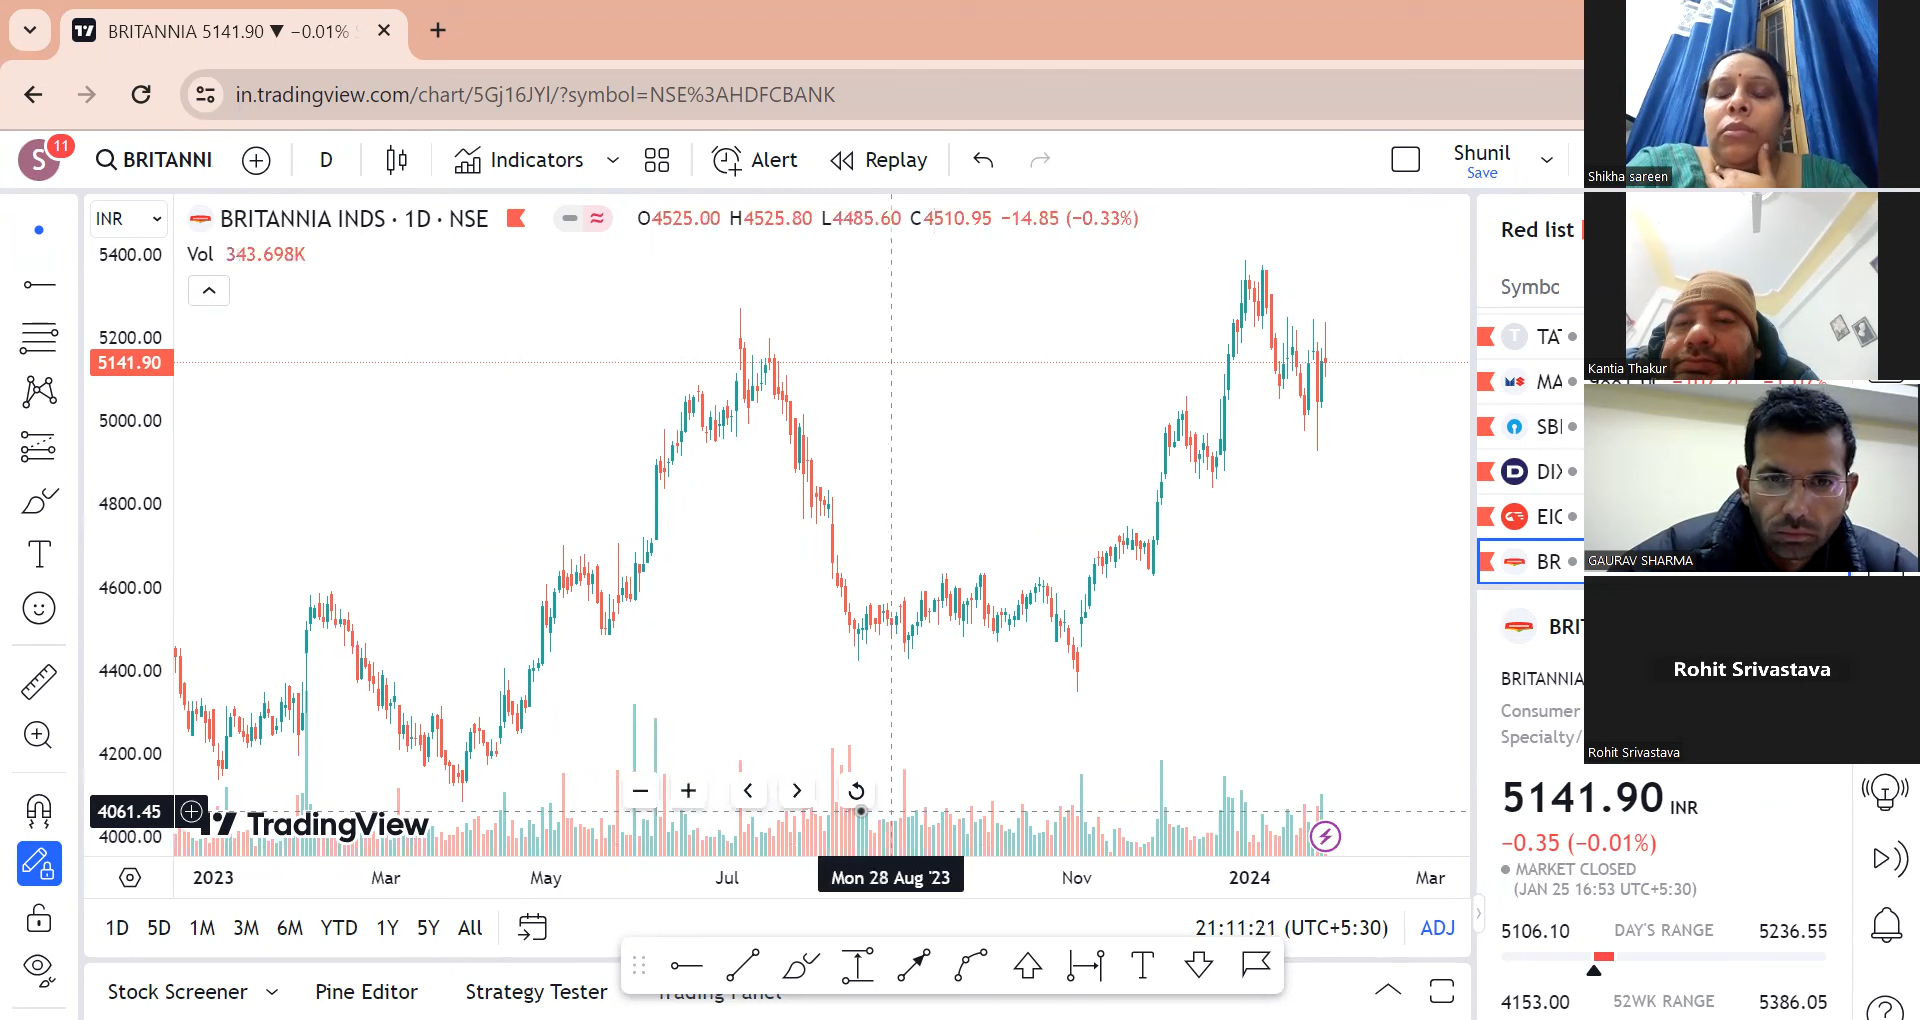 BRITANNIA 5141.90 ▼ −0.01%
in.tradingview.com/chart/5Gj16JYl/?symbol=NSE%3AHDFCBANK
S 11 BRITANNI D Indicators Alert Replay Shunil
Save
INR BRITANNIA INDS · 1D · NSE O4525.00 H4525.80 L4485.60 C4510.95 −14.85 (−0.33%)
Vol 343.698K
5400.00
5200.00
5141.90
5000.00
4800.00
4600.00
4400.00
4200.00
4061.45
4000.00
TradingView
2023 Mar May Jul Mon 28 Aug '23 Nov 2024 Mar
1D 5D 1M 3M 6M YTD 1Y 5Y All 21:11:21 (UTC+5:30) ADJ
Stock Screener Pine Editor Strategy Tester Trading Panel
Red list
Symbo
T TAT
MA
SBI
DIX
EIC
BR
BRIT
BRITANNIA
Consumer
Specialty/
5141.90 INR
−0.35 (−0.01%)
MARKET CLOSED
(JAN 25 16:53 UTC+5:30)
5106.10 DAY'S RANGE 5236.55
4153.00 52WK RANGE 5386.05
Shikha sareen
Kantia Thakur
GAURAV SHARMA
Rohit Srivastava
Rohit Srivastava